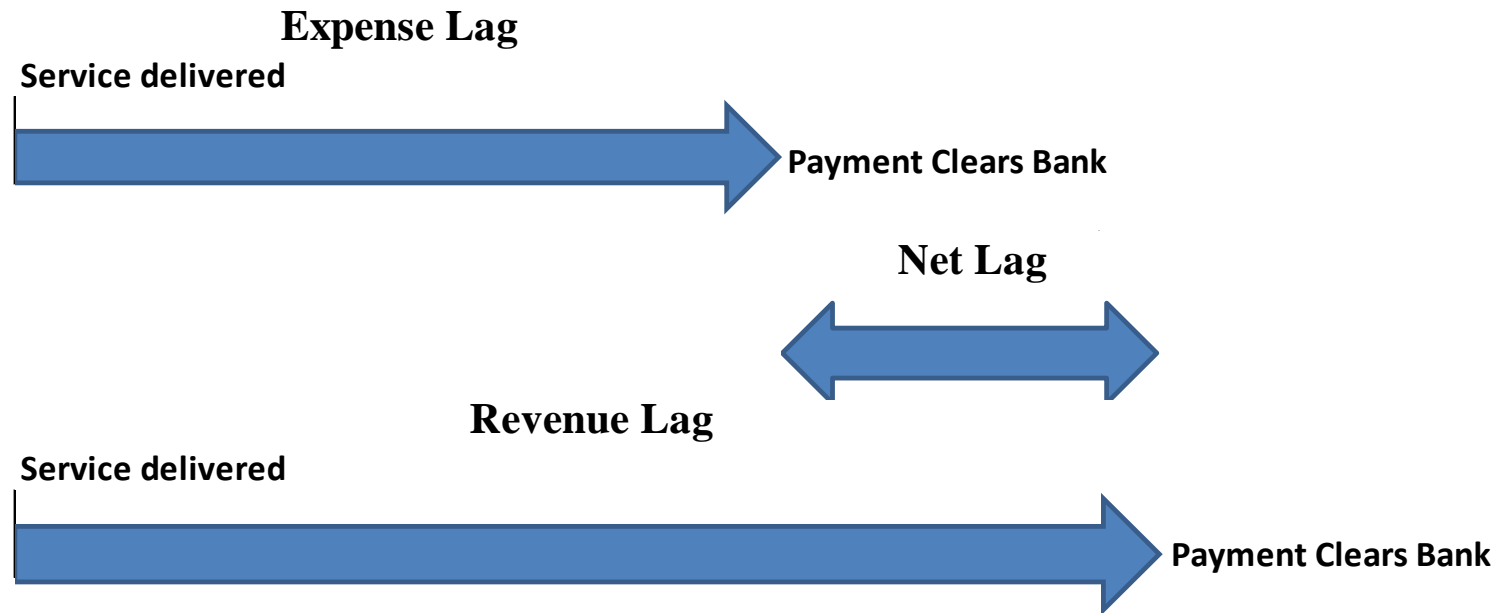 Expense Lag
Service delivered
Payment Clears Bank
Net Lag
Revenue Lag
Service delivered
Payment Clears Bank